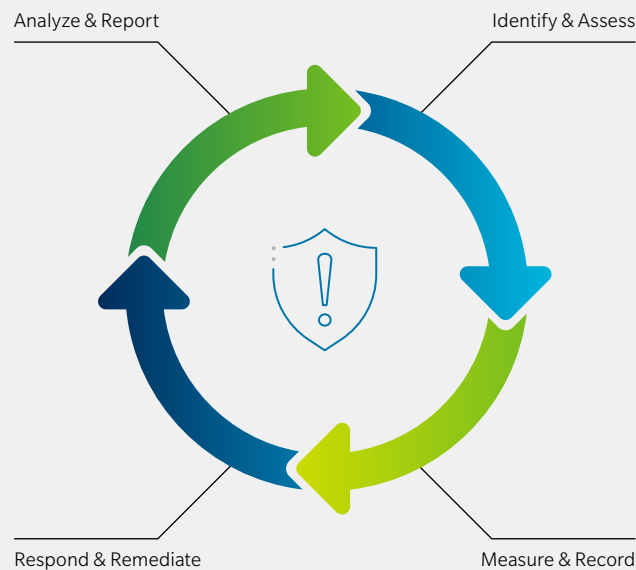 Analyze & Report
Identify & Assess
Respond & Remediate
Measure & Record